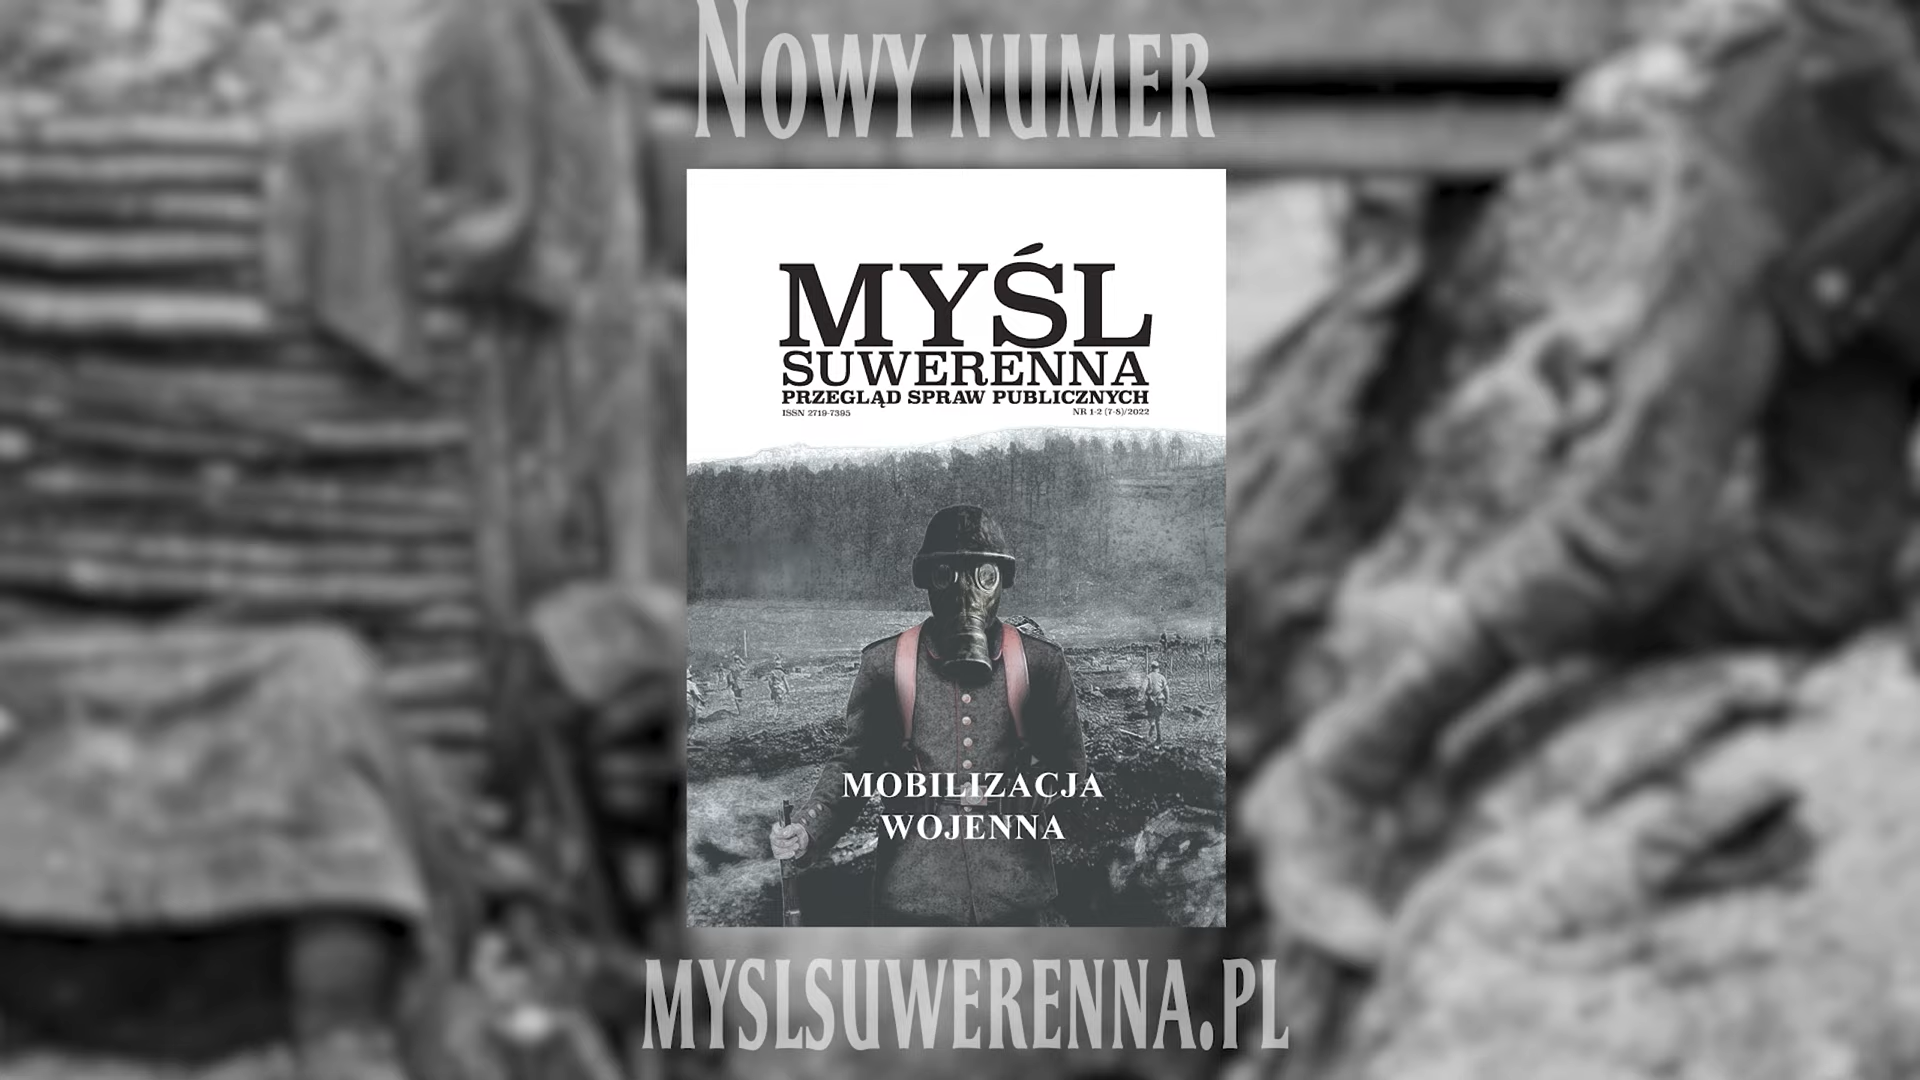 NOWY NUMER
MYŚL
SUWERENNA
PRZEGLĄD SPRAW PUBLICZNYCH
ISSN 2719-7395 NR 1-2 (7-8)/2022
MOBILIZACJA
WOJENNA
MYSLSUWERENNA.PL